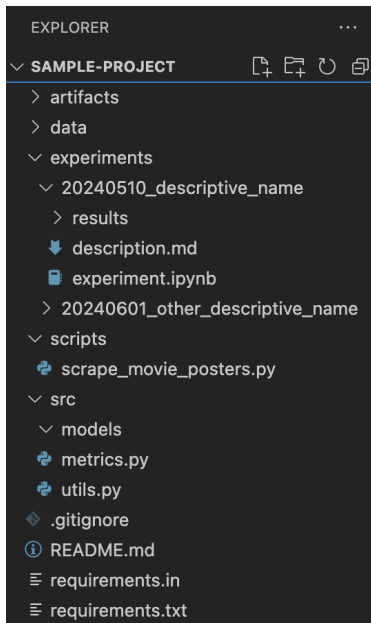 EXPLORER
SAMPLE-PROJECT
artifacts
data
experiments
20240510_descriptive_name
results
description.md
experiment.ipynb
20240601_other_descriptive_name
scripts
scrape_movie_posters.py
src
models
metrics.py
utils.py
.gitignore
README.md
requirements.in
requirements.txt